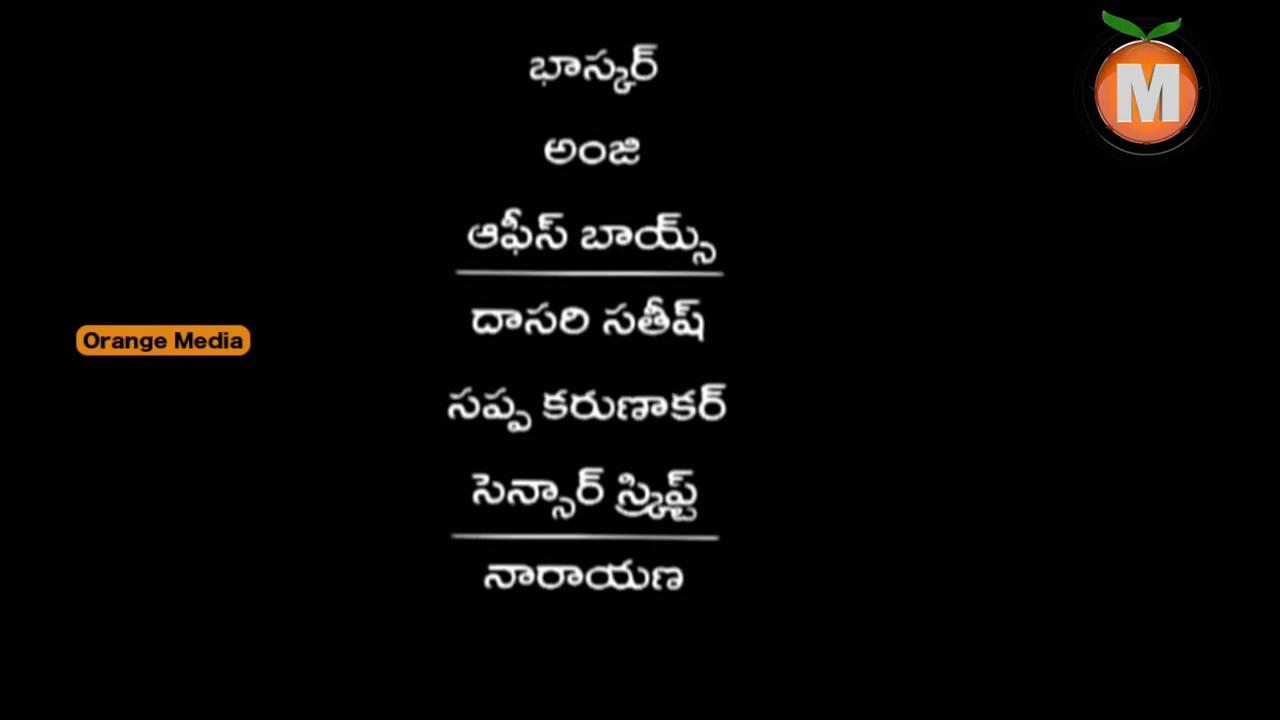 భాస్కర్
అంజి
ఆఫీస్ బాయ్స్
Orange Media
దాసరి సతీష్
సప్ప కరుణాకర్
సెన్సార్ స్క్రిప్ట్
నారాయణ
M